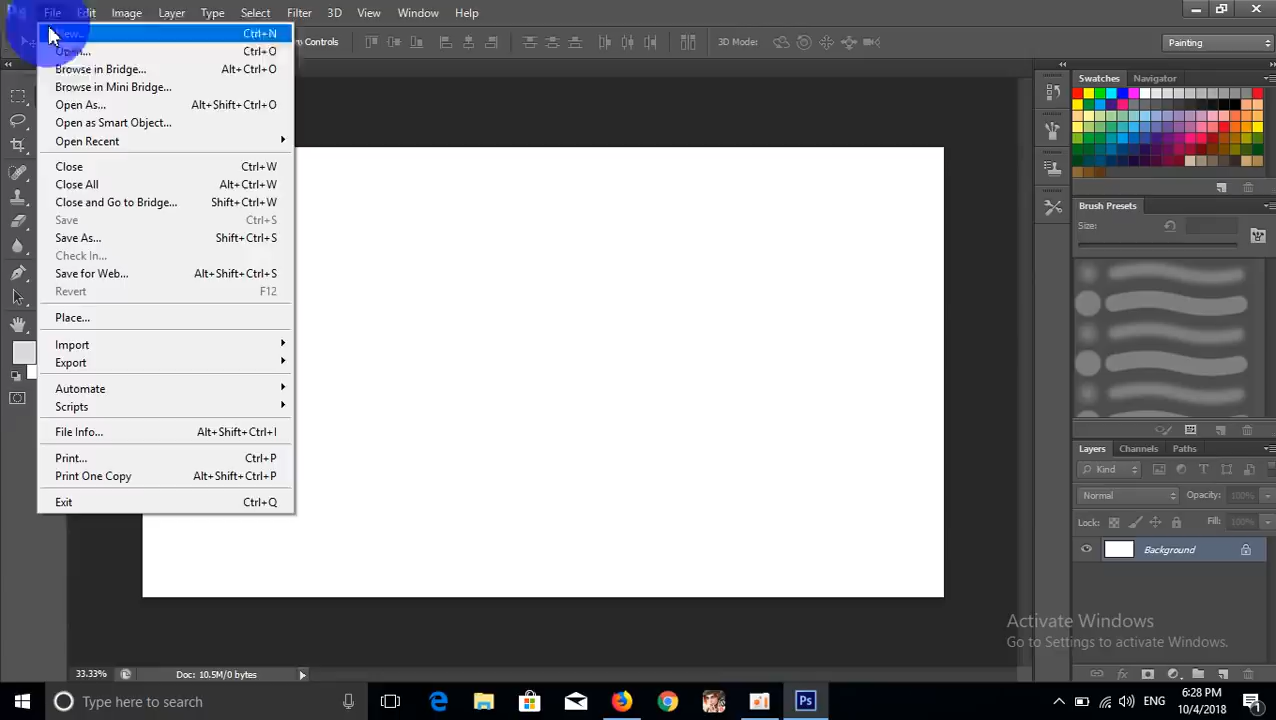 File Edit Image Layer Type Select Filter 3D View Window Help
m Controls 3D Mode: Painting
New... Ctrl+N
Open... Ctrl+O
Browse in Bridge... Alt+Ctrl+O
Browse in Mini Bridge...
Open As... Alt+Shift+Ctrl+O
Open as Smart Object...
Open Recent
Close Ctrl+W
Close All Alt+Ctrl+W
Close and Go to Bridge... Shift+Ctrl+W
Save Ctrl+S
Save As... Shift+Ctrl+S
Check In...
Save for Web... Alt+Shift+Ctrl+S
Revert F12
Place...
Import
Export
Automate
Scripts
File Info... Alt+Shift+Ctrl+I
Print... Ctrl+P
Print One Copy Alt+Shift+Ctrl+P
Exit Ctrl+Q
Swatches Navigator
Brush Presets
Size:
Layers Channels Paths
Kind
Normal Opacity: 100%
Lock: Fill: 100%
Background
Activate Windows
Go to Settings to activate Windows.
33.33% Doc: 10.5M/0 bytes
Type here to search
Ps
ENG
6:28 PM
10/4/2018
1